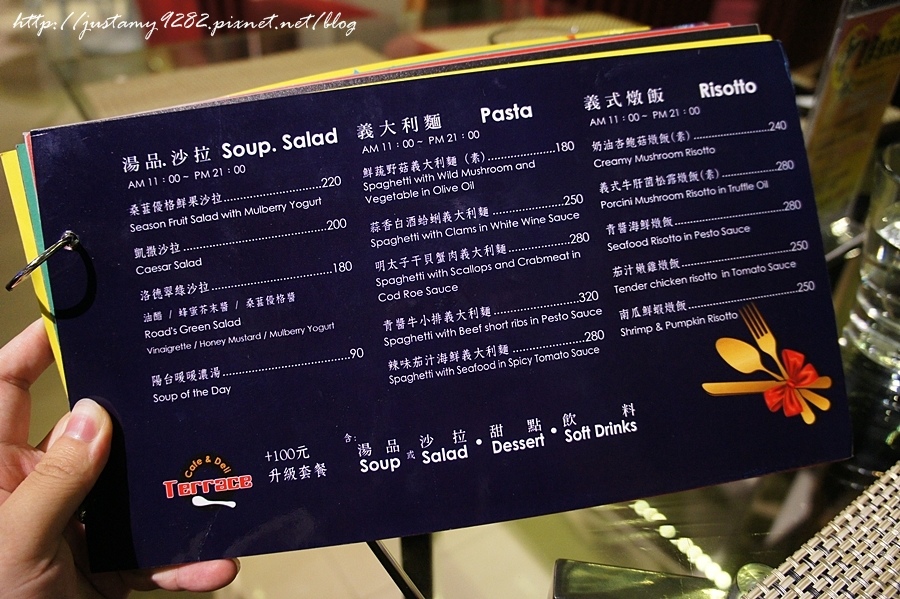 http://justamy9282.pixnet.net/blog
湯品.沙拉 Soup. Salad
AM 11：00 ~ PM 21：00
桑葚優格鮮果沙拉..............................220
Season Fruit Salad with Mulberry Yogurt
凱撒沙拉..............................200
Caesar Salad
洛德翠綠沙拉..............................180
油醋 / 蜂蜜芥末醬 / 桑葚優格醬
Road's Green Salad
Vinaigrette / Honey Mustard / Mulberry Yogurt
陽台暖暖濃湯..............................90
Soup of the Day
義大利麵 Pasta
AM 11：00 ~ PM 21：00
鮮蔬野菇義大利麵（素）....................180
Spaghetti with Wild Mushroom and
Vegetable in Olive Oil
蒜香白酒蛤蜊義大利麵....................250
Spaghetti with Clams in White Wine Sauce
明太子干貝蟹肉義大利麵....................280
Spaghetti with Scallops and Crabmeat in
Cod Roe Sauce
青醬牛小排義大利麵....................320
Spaghetti with Beef short ribs in Pesto Sauce
辣味茄汁海鮮義大利麵....................280
Spaghetti with Seafood in Spicy Tomato Sauce
義式燉飯 Risotto
AM 11：00 ~ PM 21：00
奶油杏鮑菇燉飯(素)....................240
Creamy Mushroom Risotto
義式牛肝菌松露燉飯(素)....................280
Porcini Mushroom Risotto in Truffle Oil
青醬海鮮燉飯....................280
Seafood Risotto in Pesto Sauce
茄汁嫩雞燉飯....................250
Tender chicken risotto in Tomato Sauce
南瓜鮮蝦燉飯....................250
Shrimp & Pumpkin Risotto
Cafe & Deli
Terrace
+100元
升級套餐
含: 湯品 或 沙拉 • 甜點 • 飲料
Soup Salad Dessert Soft Drinks